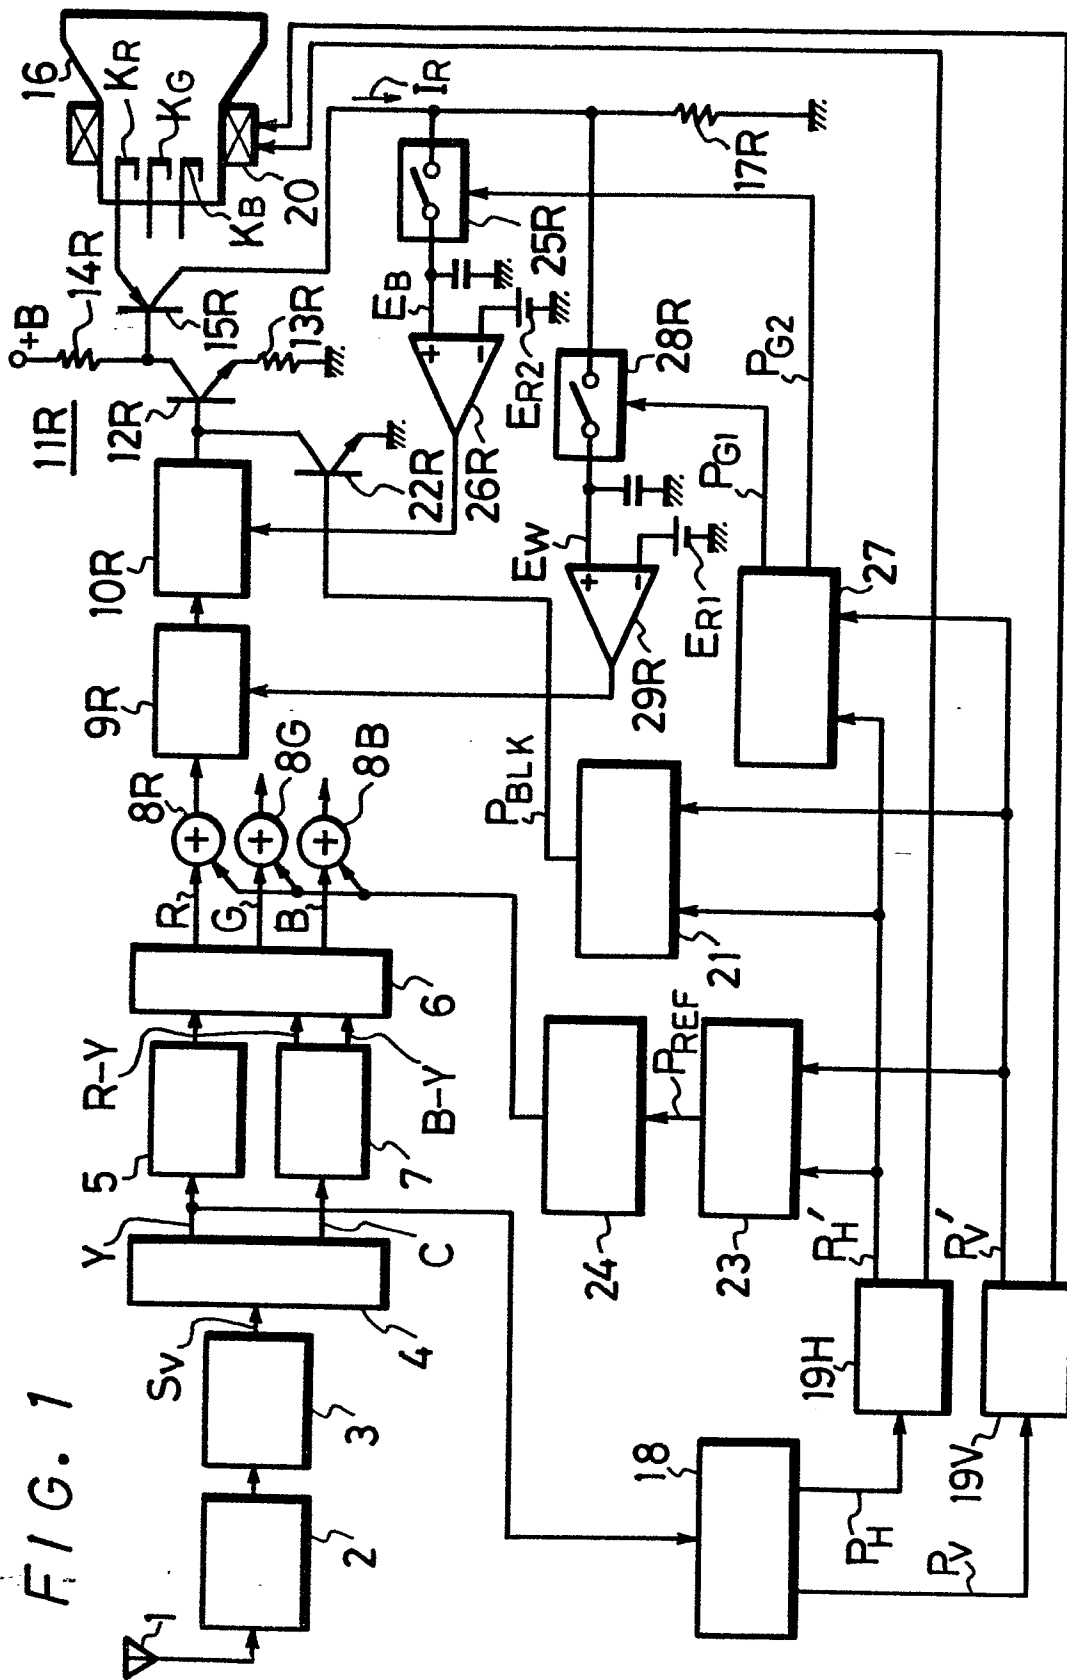 FIG. 1
1
2
3
Sv
4
Y
C
5
7
R-Y
B-Y
6
R
G
B
8R
8G
8B
9R
10R
11R
12R
13R
+B
14R
15R
16
KR
KG
KB
20
IR
17R
22R
26R
EB
25R
ER2
28R
EW
29R
ER1
PG1
PG2
27
PBLK
21
PREF
24
23
PH'
PV'
19H
19V
18
PH
PV